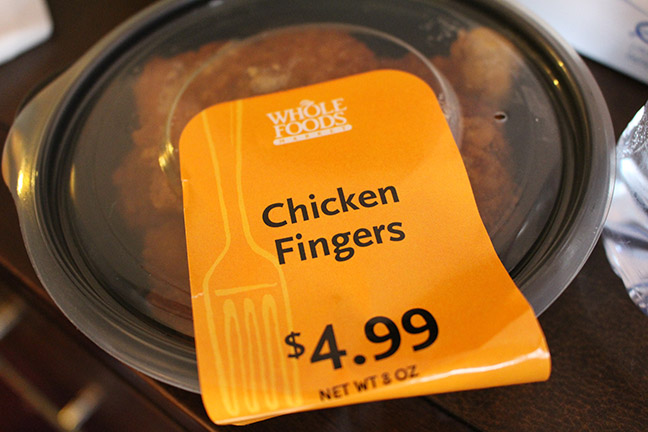 WHOLE
FOODS
MARKET
Chicken
Fingers
$4.99
NET WT 8 OZ